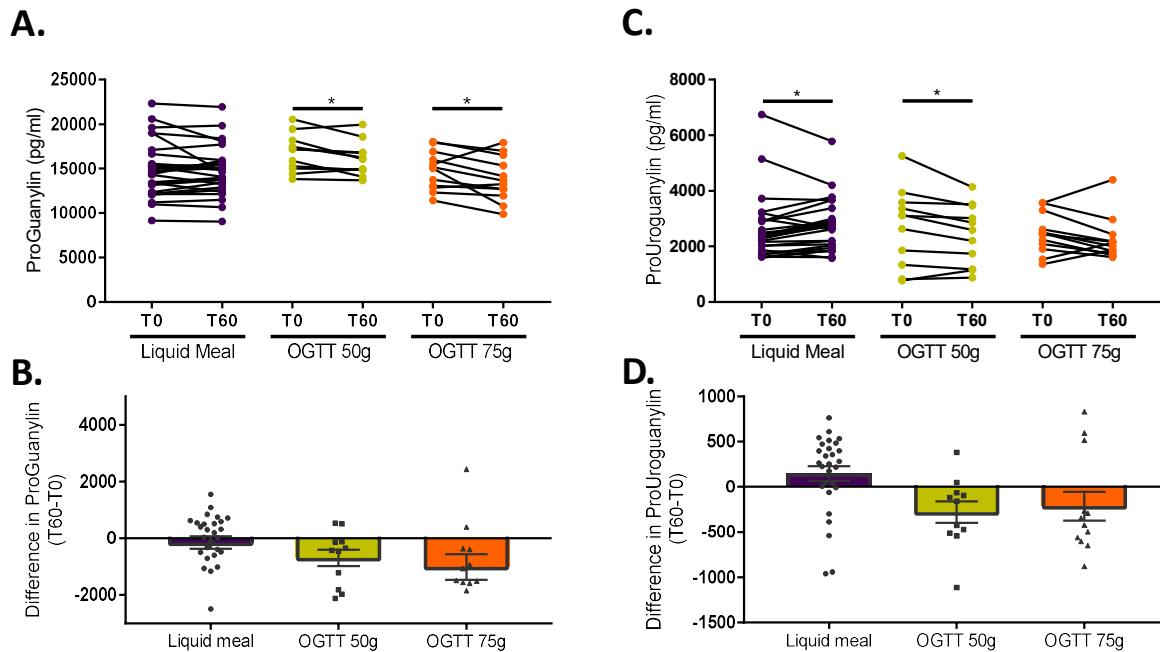 A.
ProGuanylin (pg/ml)
25000
20000
15000
10000
5000
0
*
*
T0 T60 T0 T60 T0 T60
Liquid Meal OGTT 50g OGTT 75g
B.
Difference in ProGuanylin
(T60-T0)
4000
2000
0
-2000
Liquid meal OGTT 50g OGTT 75g
C.
ProUroguanylin (pg/ml)
8000
6000
4000
2000
0
*
*
T0 T60 T0 T60 T0 T60
Liquid Meal OGTT 50g OGTT 75g
D.
Difference in ProUroguanylin
(T60-T0)
1000
500
0
-500
-1000
-1500
Liquid meal OGTT 50g OGTT 75g